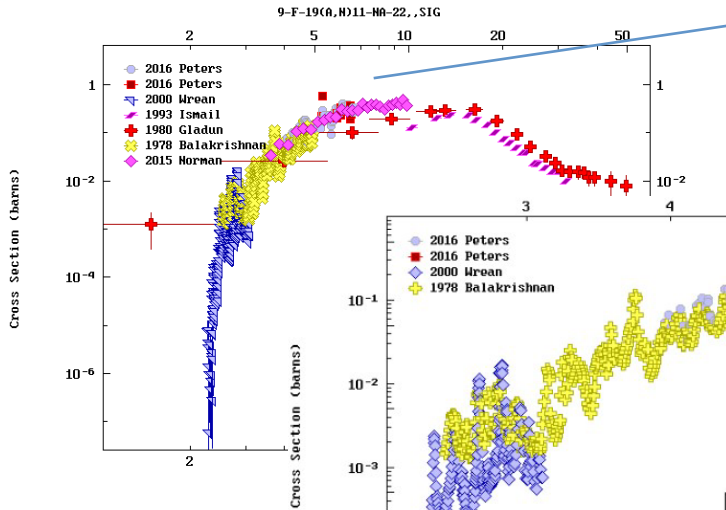 9-F-19(A,N)11-NA-22,,SIG
2 5 10 20 50
1
10⁻²
10⁻⁴
10⁻⁶
Cross Section (barns)
2016 Peters
2016 Peters
2000 Wrean
1993 Ismail
1980 Gladun
1978 Balakrishnan
2015 Norman
1
10⁻²
2
3 4
2016 Peters
2016 Peters
2000 Wrean
1978 Balakrishnan
10⁻¹
10⁻²
10⁻³
Cross Section (barns)